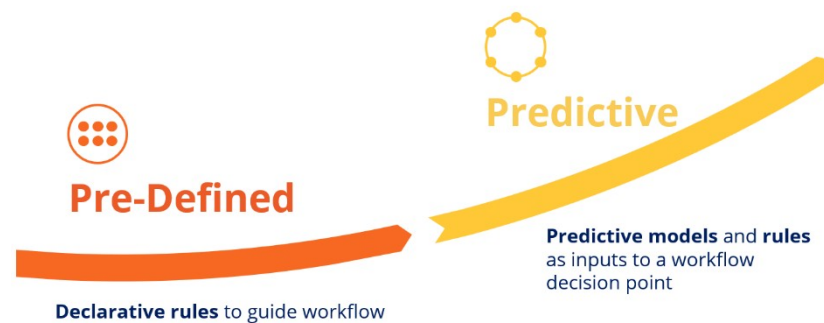 Pre-Defined
Declarative rules to guide workflow
Predictive
Predictive models and rules
as inputs to a workflow
decision point